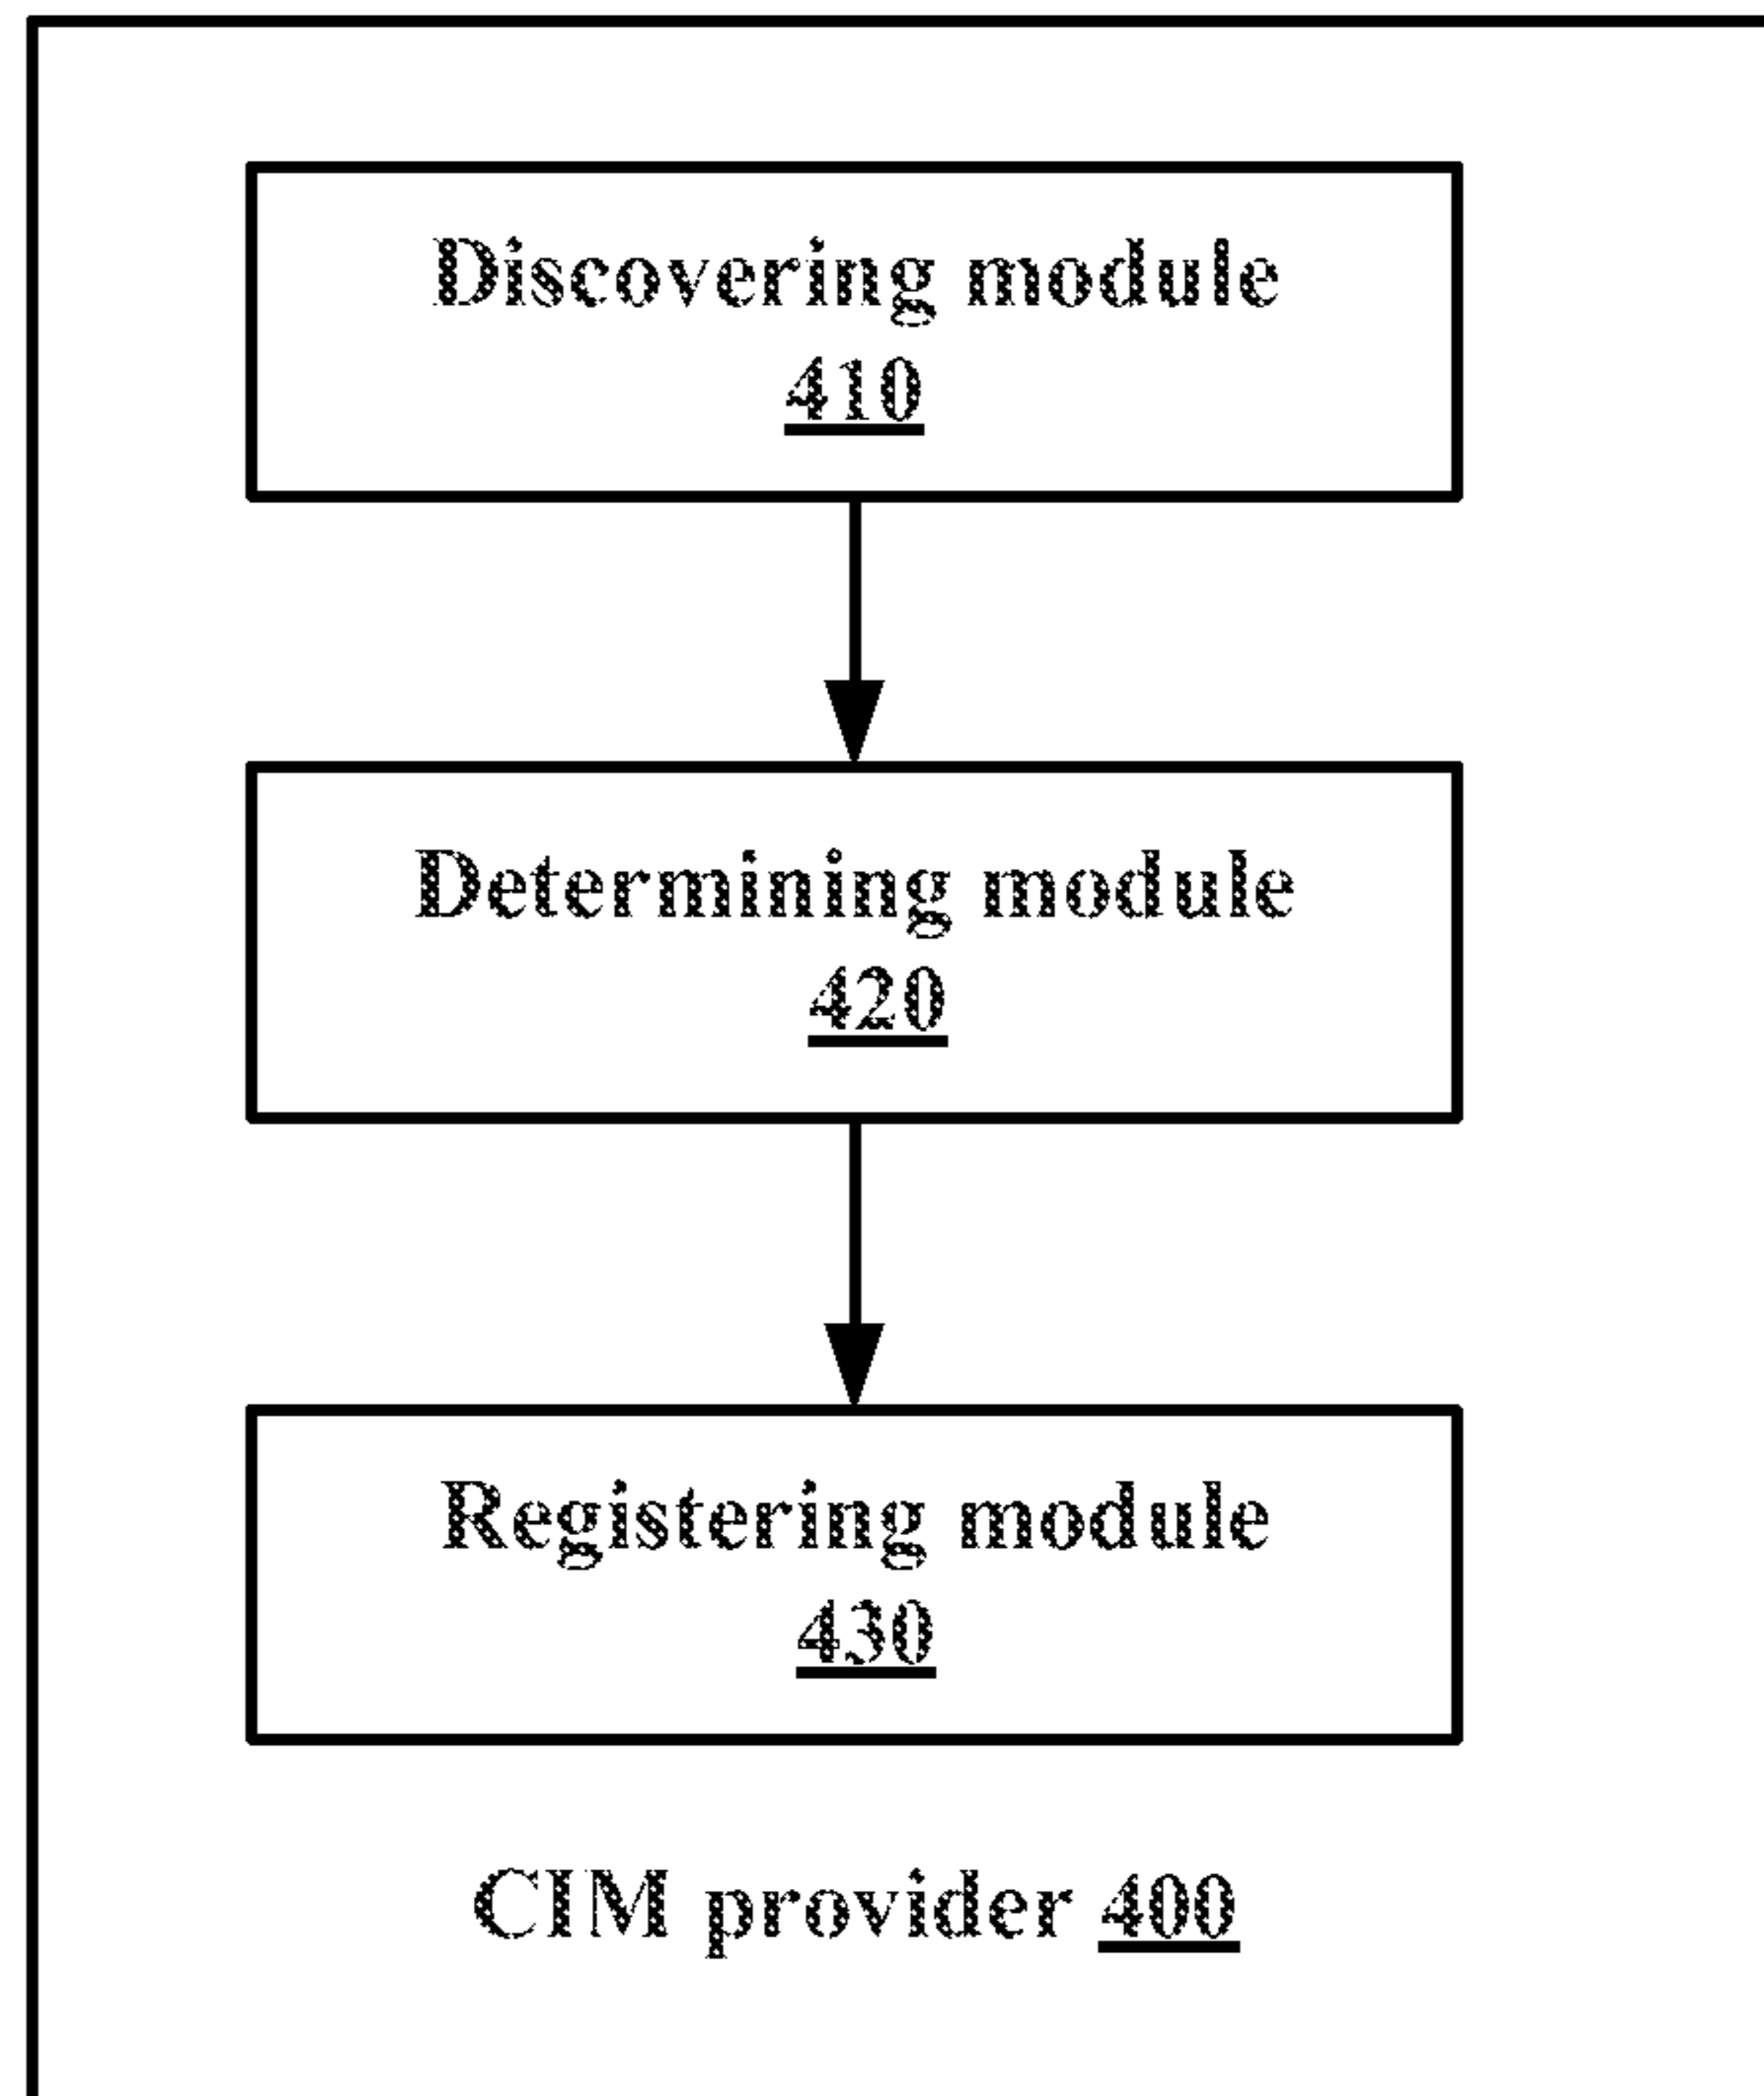 Discovering module
410
Determining module
420
Registering module
430
CIM provider 400